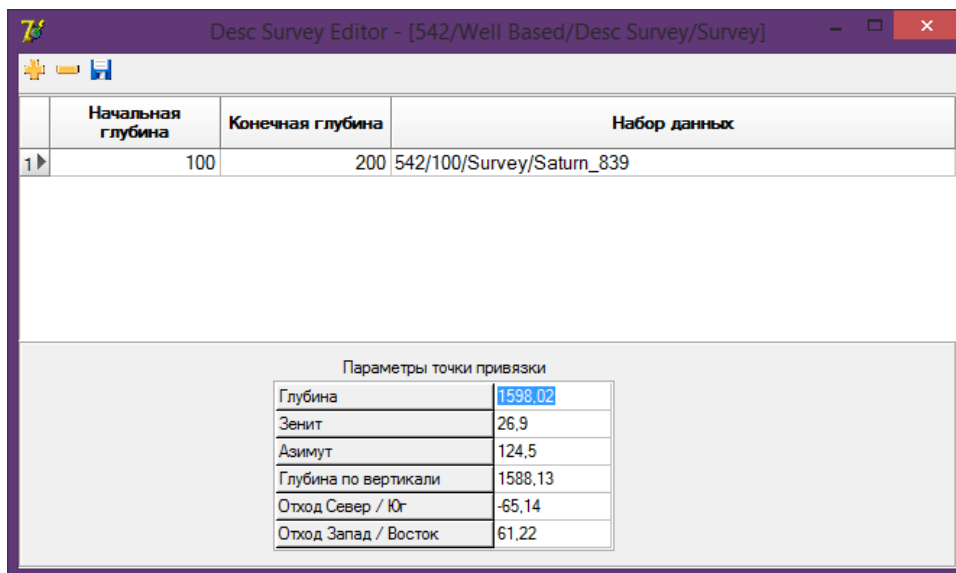 Desc Survey Editor - [542/Well Based/Desc Survey/Survey]
Начальная глубина Конечная глубина Набор данных
1 100 200 542/100/Survey/Saturn_839
Параметры точки привязки
Глубина 1598,02
Зенит 26,9
Азимут 124,5
Глубина по вертикали 1588,13
Отход Север / Юг -65,14
Отход Запад / Восток 61,22